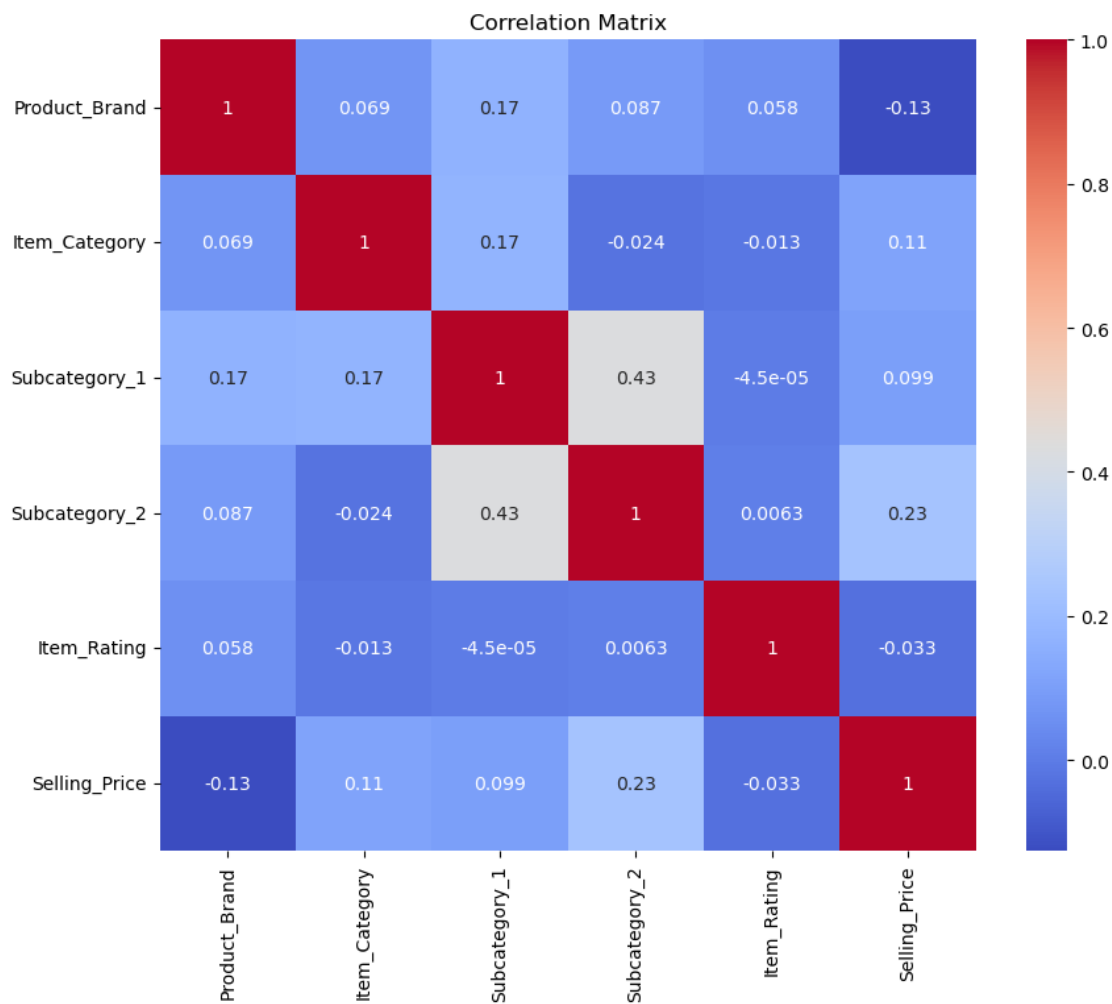 Correlation Matrix
Product_Brand 1 0.069 0.17 0.087 0.058 -0.13
Item_Category 0.069 1 0.17 -0.024 -0.013 0.11
Subcategory_1 0.17 0.17 1 0.43 -4.5e-05 0.099
Subcategory_2 0.087 -0.024 0.43 1 0.0063 0.23
Item_Rating 0.058 -0.013 -4.5e-05 0.0063 1 -0.033
Selling_Price -0.13 0.11 0.099 0.23 -0.033 1
Product_Brand
Item_Category
Subcategory_1
Subcategory_2
Item_Rating
Selling_Price
1.0
0.8
0.6
0.4
0.2
0.0